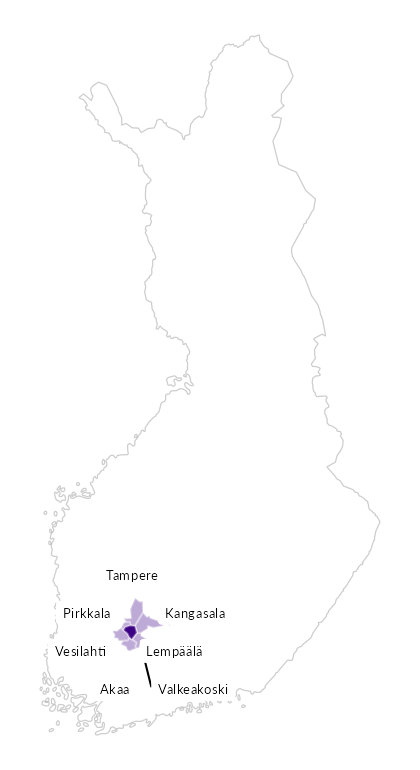 Tampere
Pirkkala
Kangasala
Vesilahti
Lempäälä
Akaa
Valkeakoski